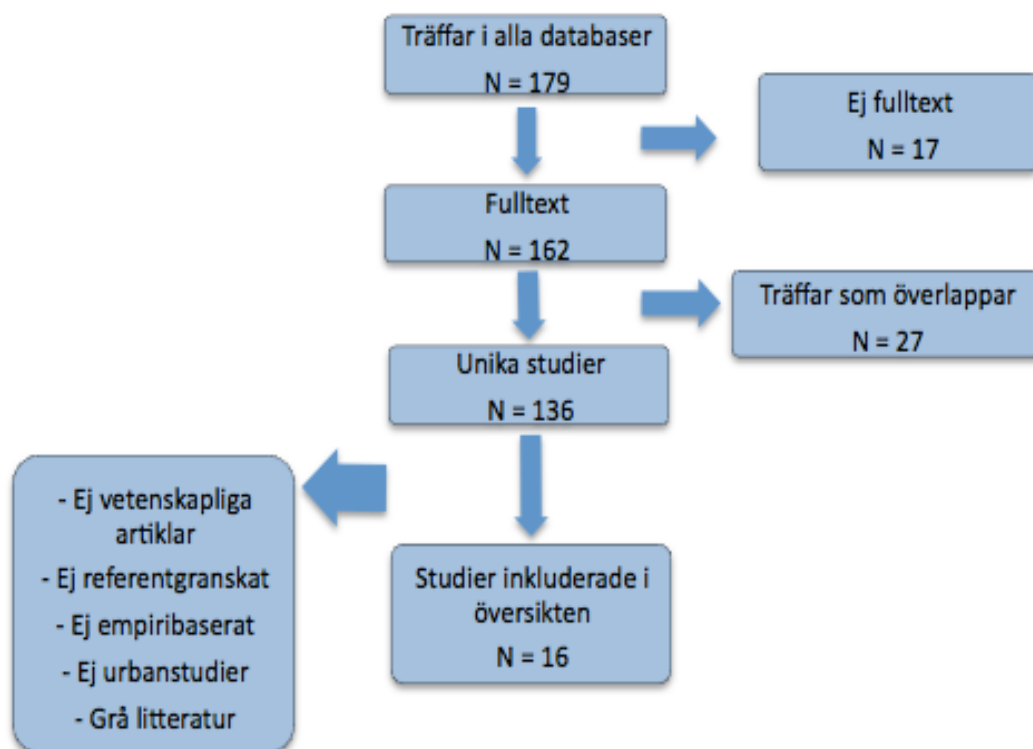 Träffar i alla databaser
N = 179
Ej fulltext
N = 17
Fulltext
N = 162
Träffar som överlappar
N = 27
Unika studier
N = 136
- Ej vetenskapliga
artiklar
- Ej referentgranskat
- Ej empiribaserat
- Ej urbanstudier
- Grå litteratur
Studier inkluderade i
översikten
N = 16